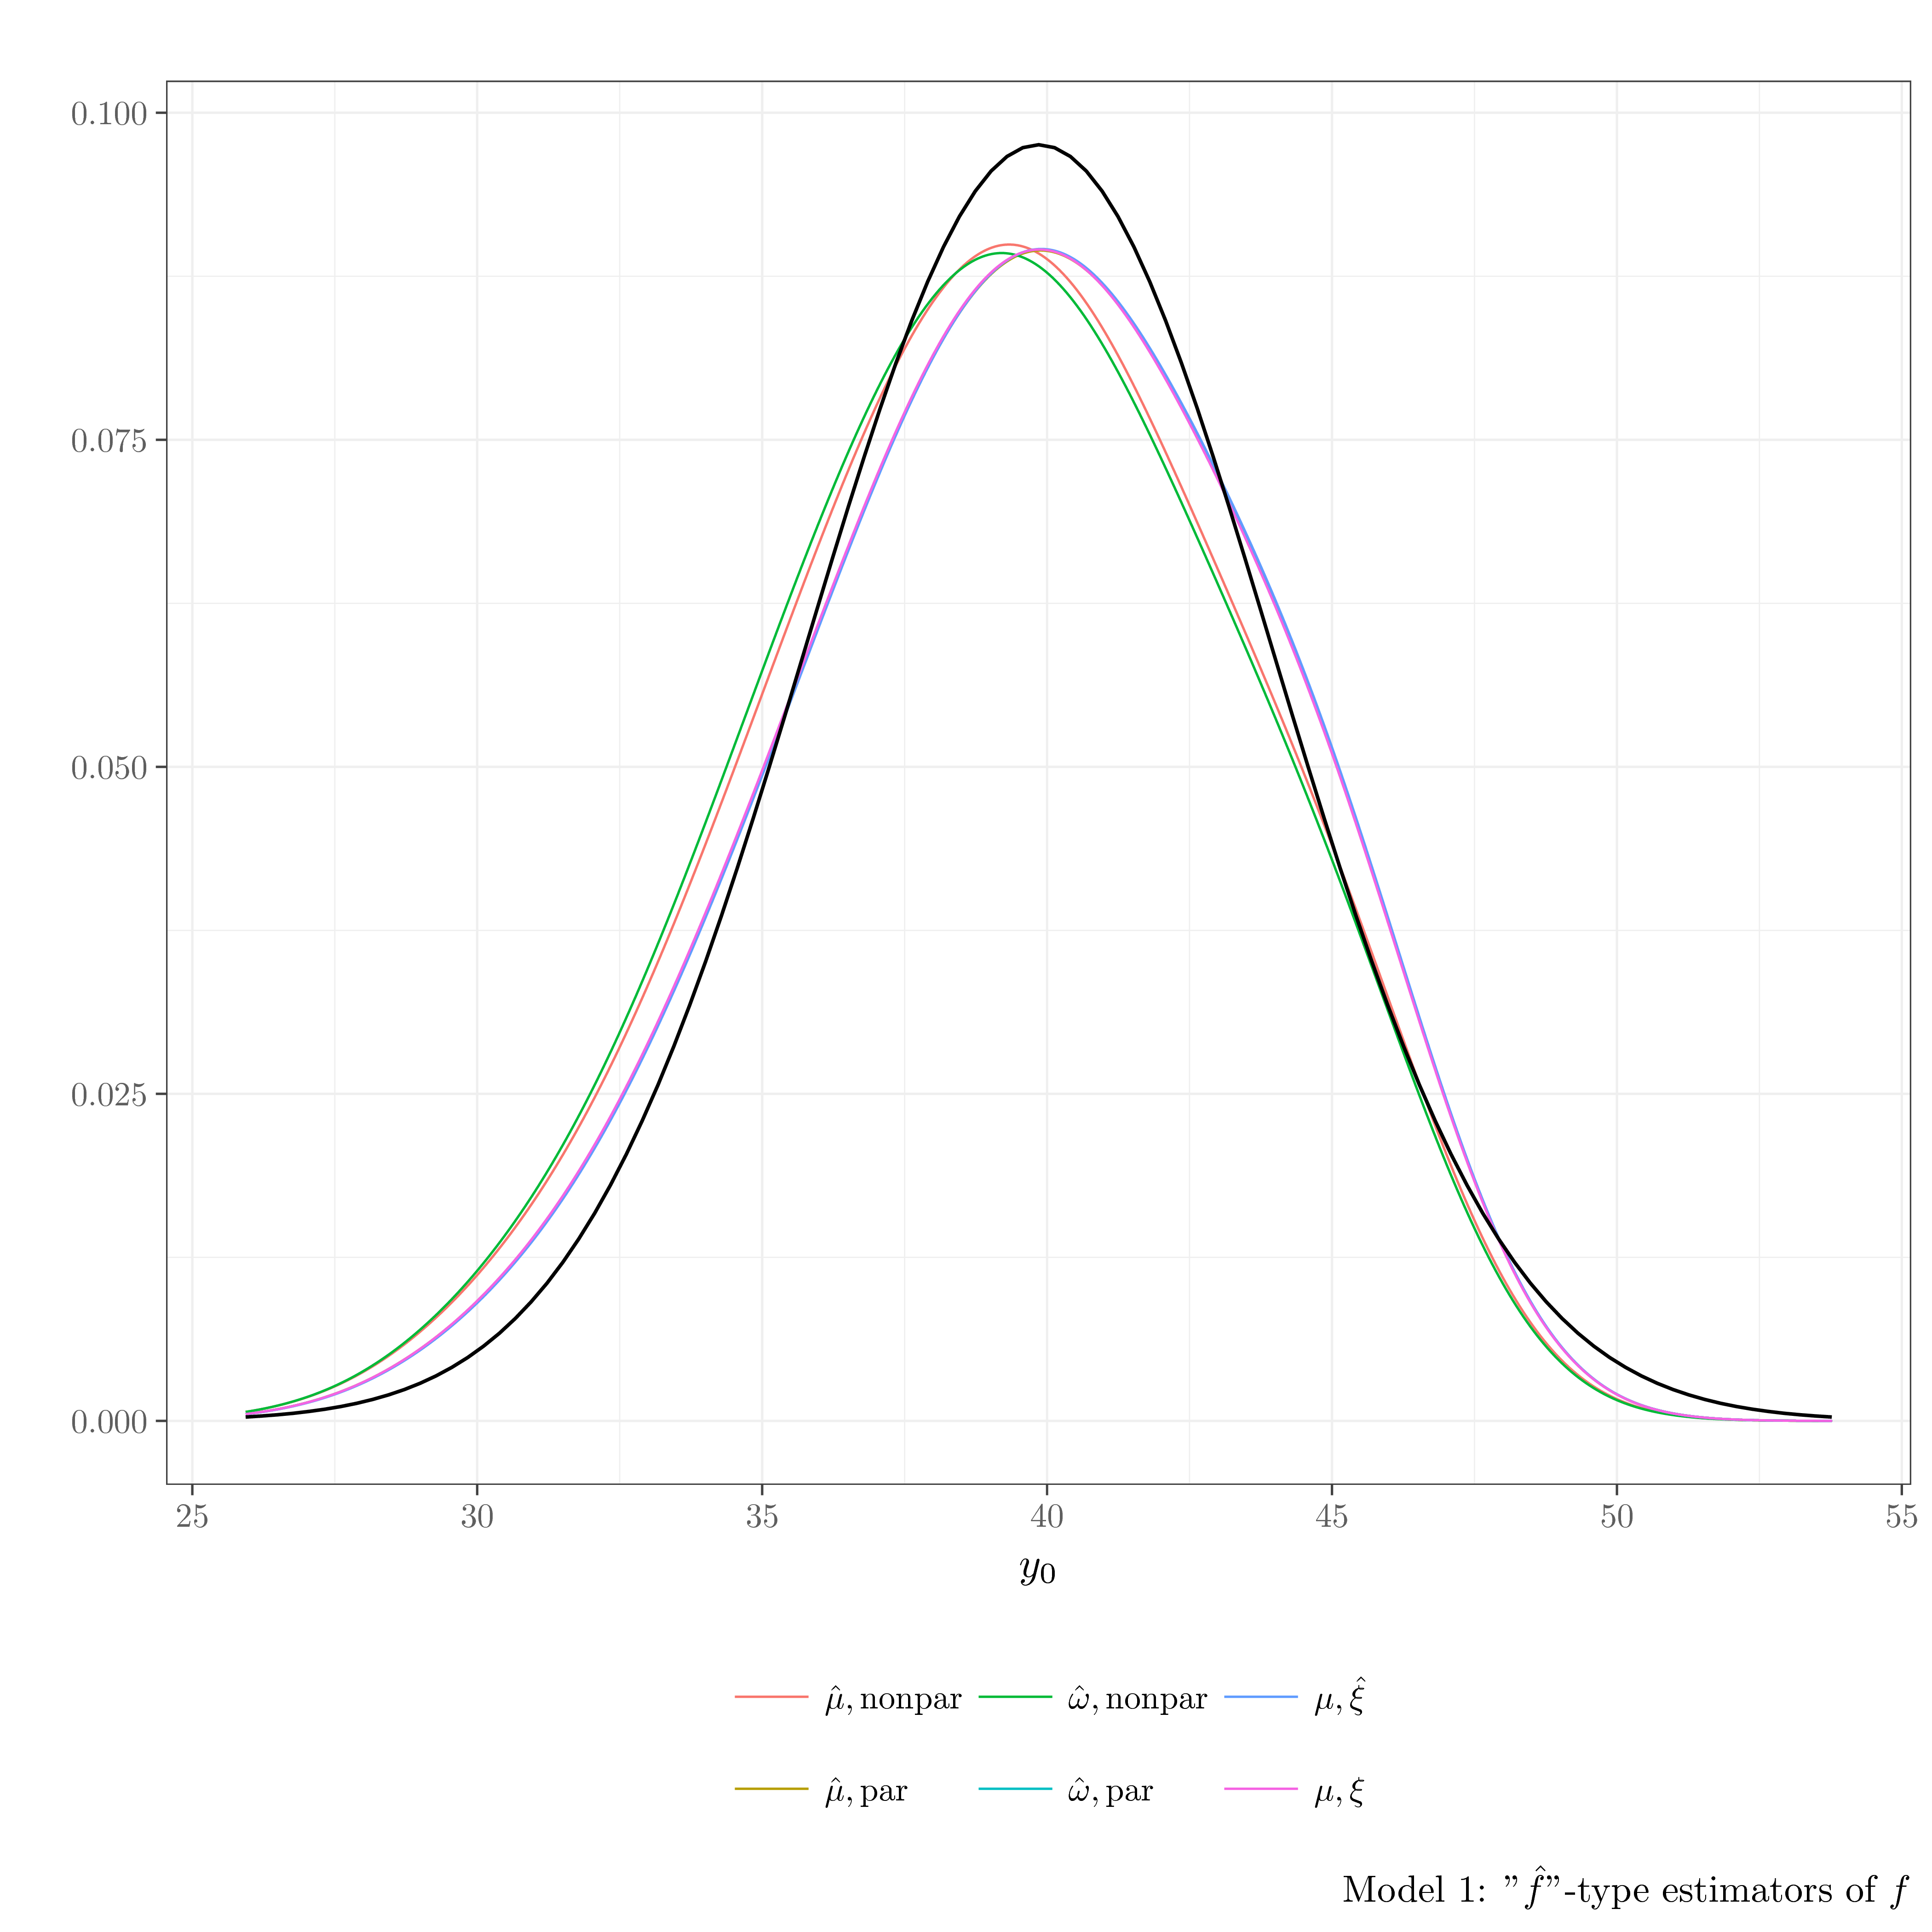 0.100
0.075
0.050
0.025
0.000
25 30 35 40 45 50 55
y₀
μ̂, nonpar ω̂, nonpar μ, ξ̂
μ̂, par ω̂, par μ, ξ
Model 1: ”f̂”-type estimators of f